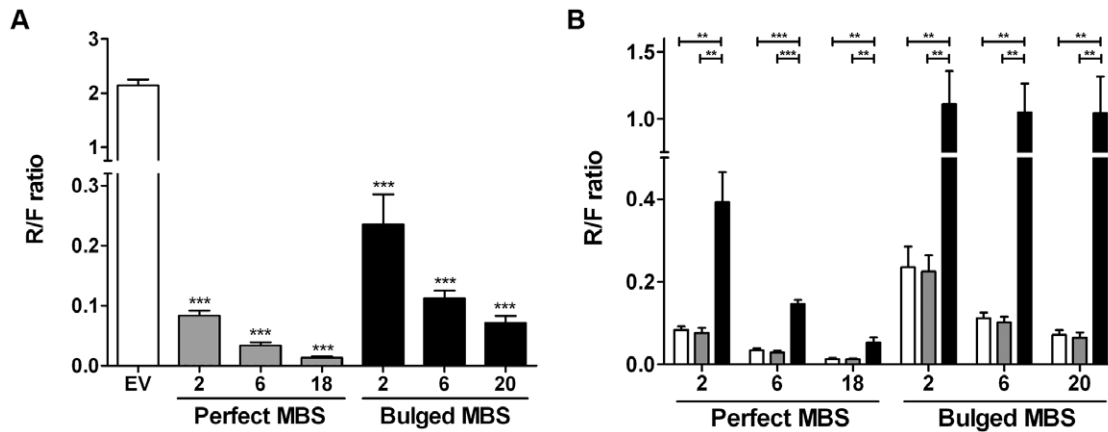 A
R/F ratio
3
2
1
0.3
0.2
0.1
0.0
*** *** *** *** *** ***
EV 2 6 18 2 6 20
Perfect MBS Bulged MBS
B
R/F ratio
1.5
1.0
0.4
0.2
0.0
** *** ** ** ** **
** *** ** ** ** **
2 6 18 2 6 20
Perfect MBS Bulged MBS